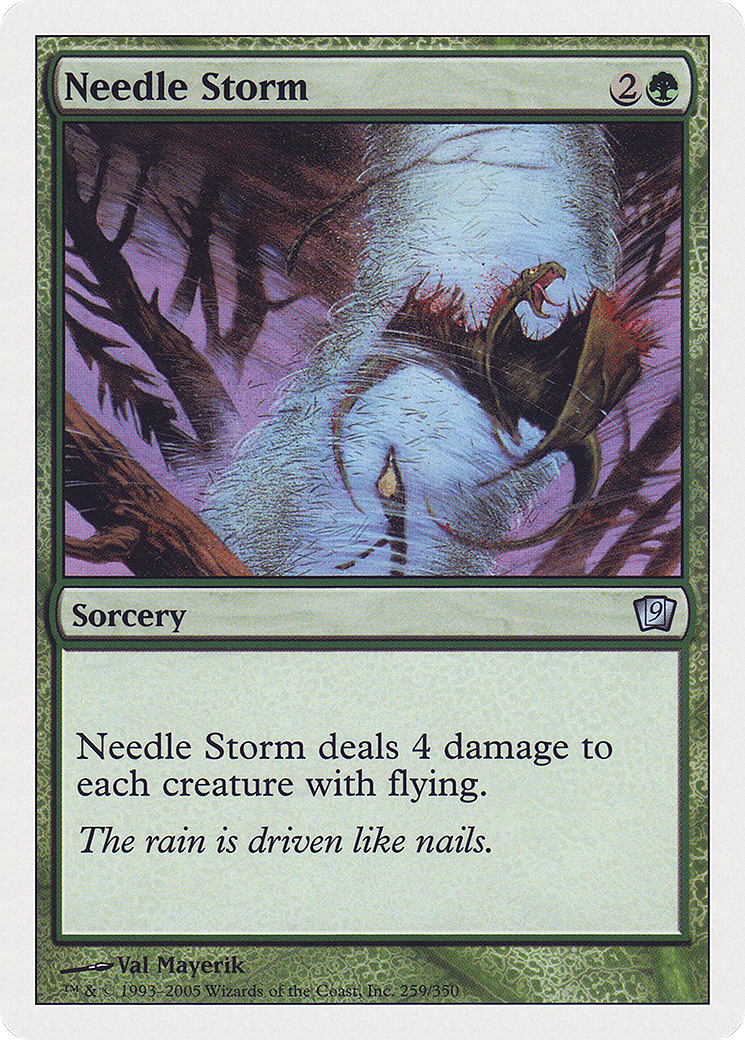 Needle Storm 2
Sorcery 9
Needle Storm deals 4 damage to
each creature with flying.
The rain is driven like nails.
Val Mayerik
™ & © 1993–2005 Wizards of the Coast, Inc. 259/350